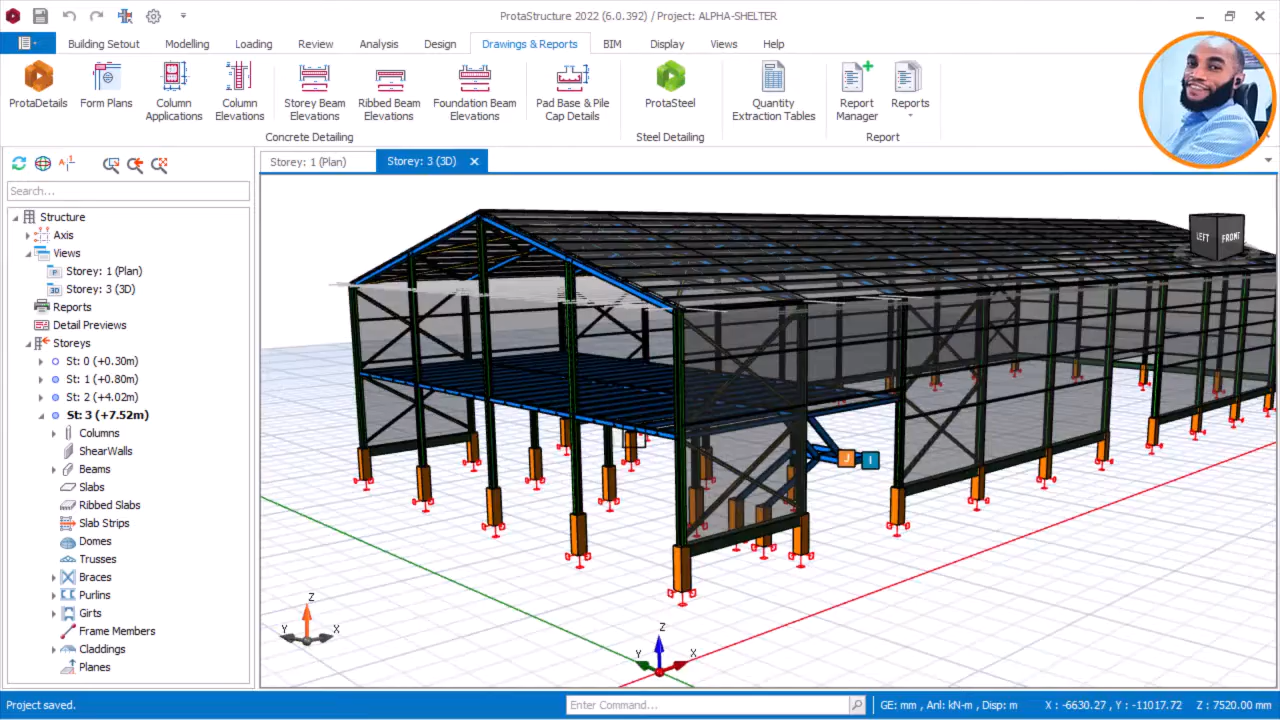 ProtaStructure 2022 (6.0.392) / Project: ALPHA-SHELTER
Building Setout Modelling Loading Review Analysis Design Drawings & Reports BIM Display Views Help
ProtaDetails
Form Plans
Column
Applications
Column
Elevations
Storey Beam
Elevations
Ribbed Beam
Elevations
Foundation Beam
Elevations
Pad Base & Pile
Cap Details
ProtaSteel
Quantity
Extraction Tables
Report
Manager
Reports
Concrete Detailing
Steel Detailing
Report
Storey: 1 (Plan)
Storey: 3 (3D)
Search...
Structure
Axis
Views
Storey: 1 (Plan)
Storey: 3 (3D)
Reports
Detail Previews
Storeys
St: 0 (+0.30m)
St: 1 (+0.80m)
St: 2 (+4.02m)
St: 3 (+7.52m)
Columns
ShearWalls
Beams
Slabs
Ribbed Slabs
Slab Strips
Domes
Trusses
Braces
Purlins
Girts
Frame Members
Claddings
Planes
LEFT
FRONT
J
I
Z
Y
X
Z
Y
X
Project saved.
Enter Command...
GE: mm , Anl: kN-m , Disp: m
X : -6630.27 , Y : -11017.72
Z : 7520.00 mm